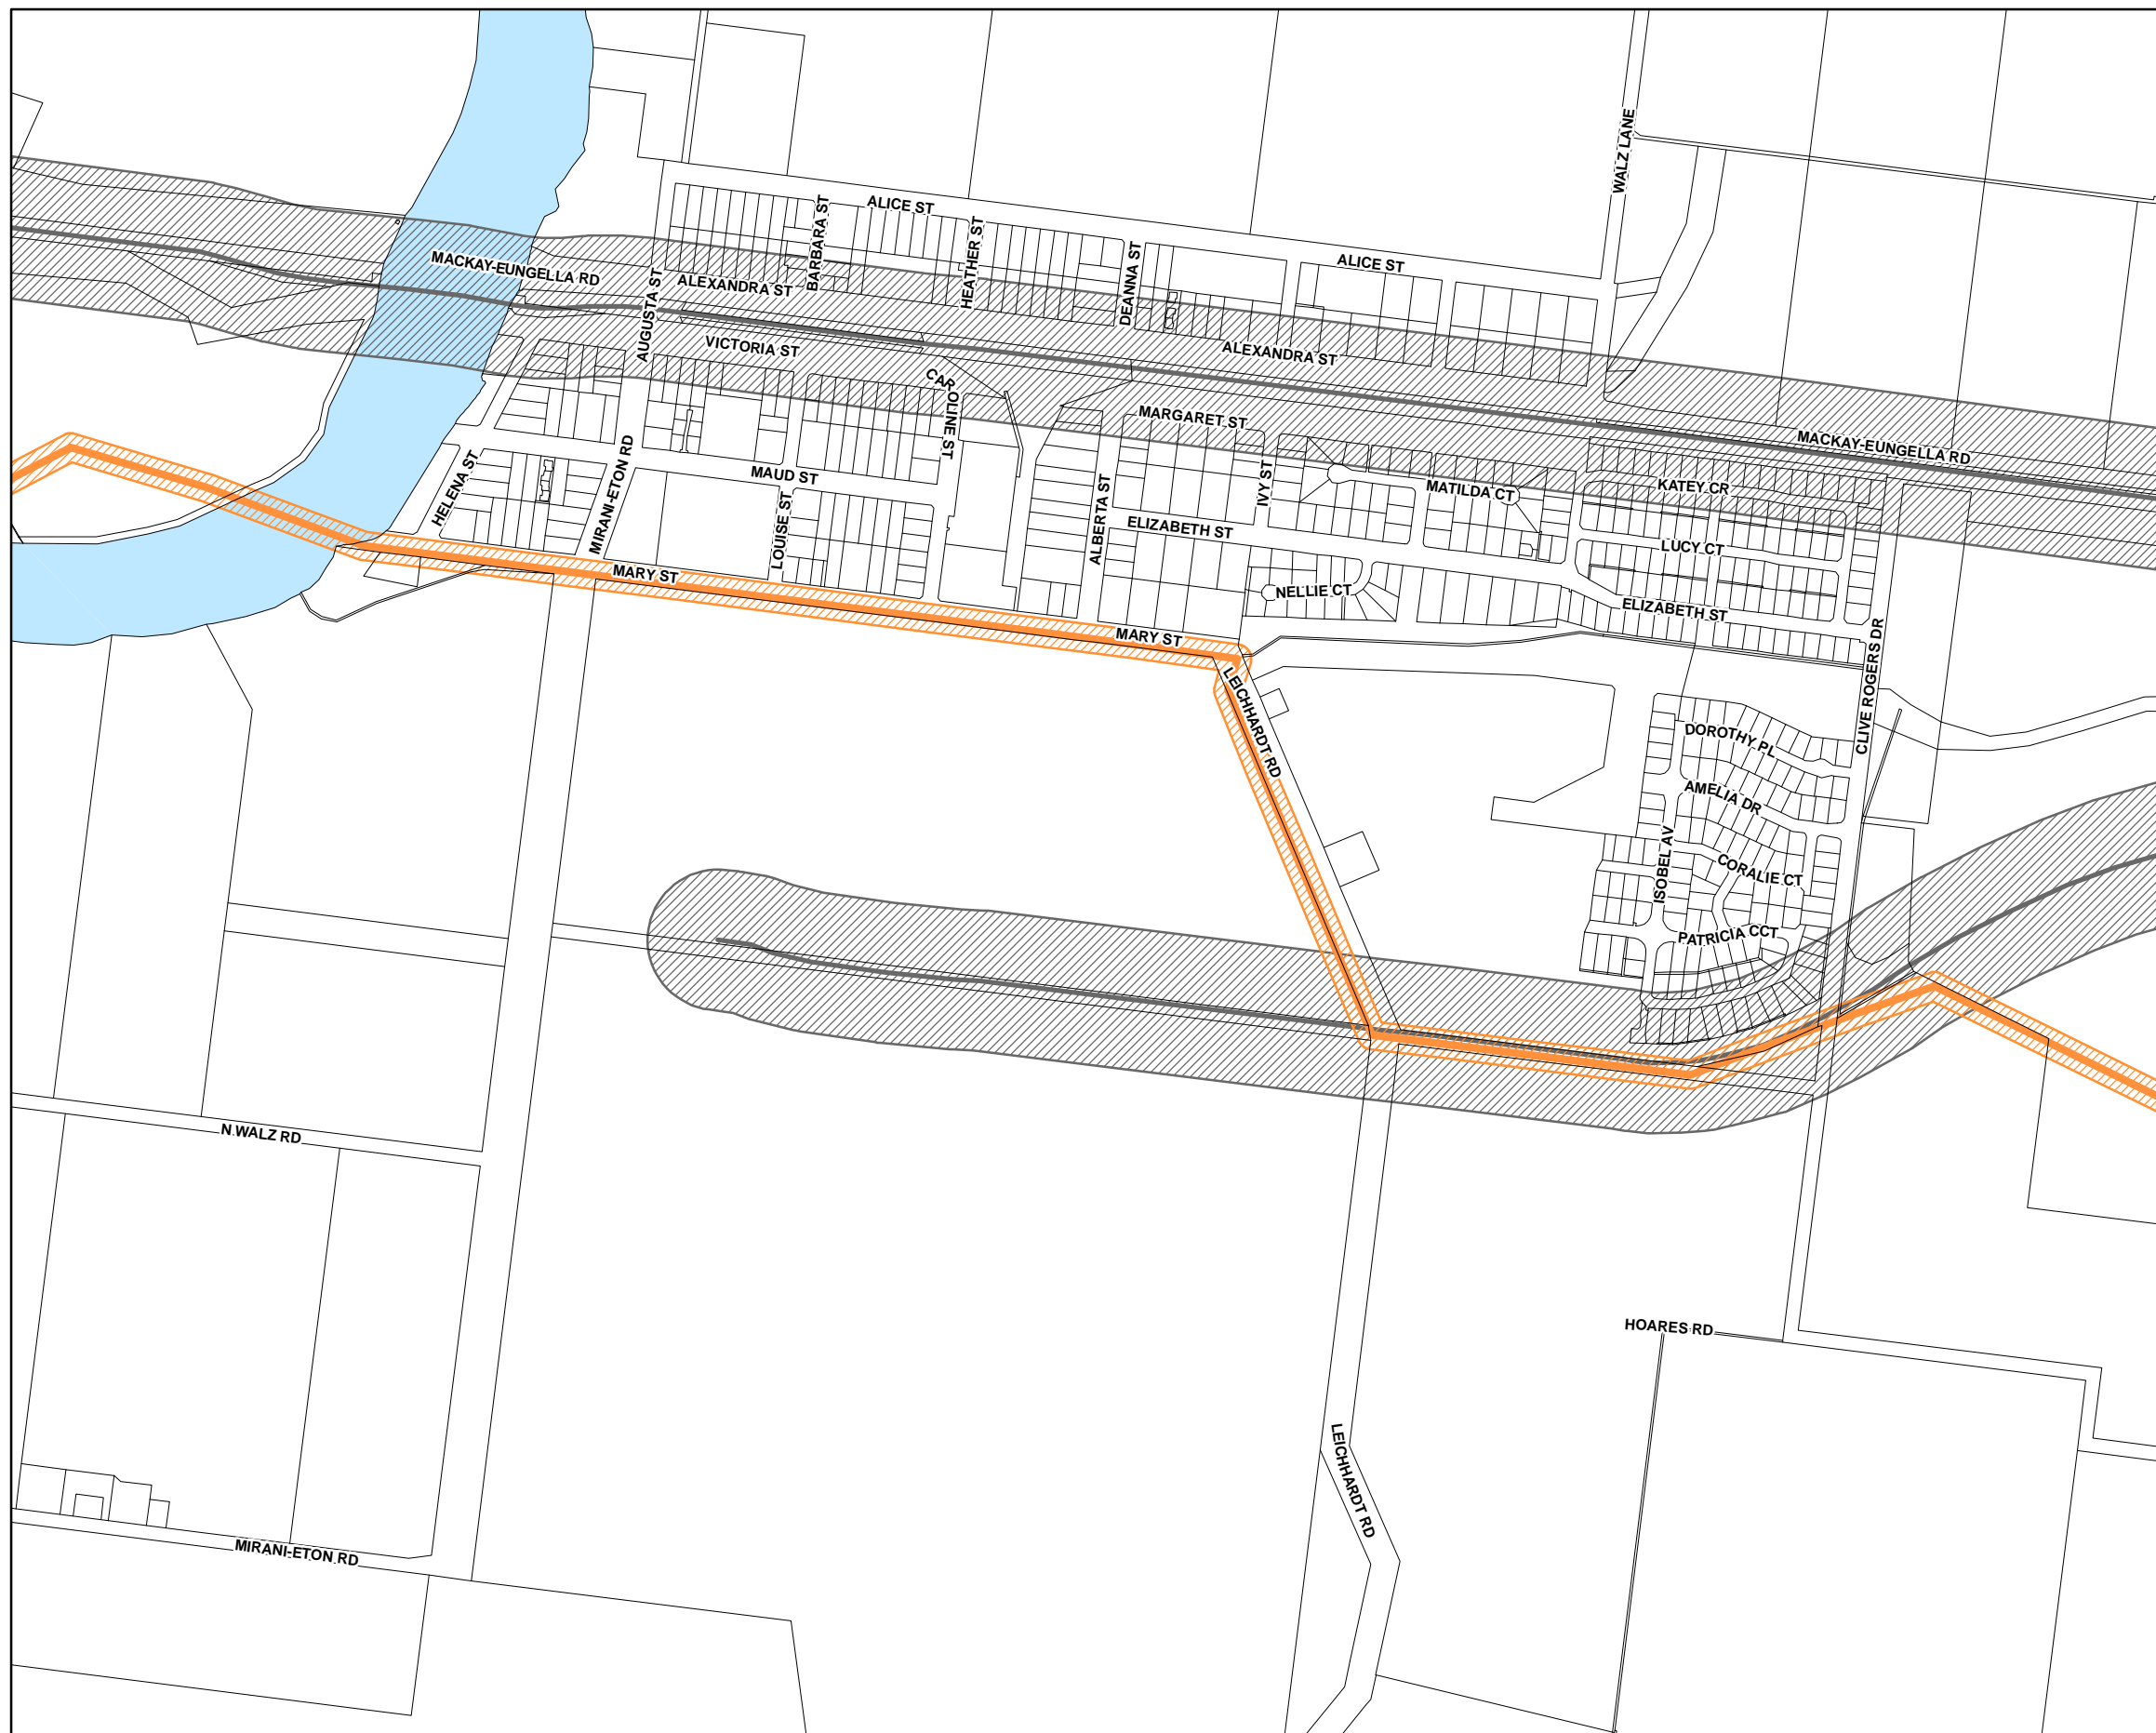 WALZ LANE
ALICE ST
BARBARA ST
HEATHER ST
DEANNA ST
ALICE ST
MACKAY-EUNGELLA RD
ALEXANDRA ST
AUGUSTA ST
VICTORIA ST
ALEXANDRA ST
CAROLINE ST
MARGARET ST
MACKAY-EUNGELLA RD
HELENA ST
MIRANI-ETON RD
MAUD ST
LOUISE ST
ALBERTA ST
IVY ST
MATILDA CT
KATEY CR
ELIZABETH ST
LUCY CT
MARY ST
NELLIE CT
ELIZABETH ST
MARY ST
LEICHHARDT RD
CLIVE ROGERS DR
DOROTHY PL
AMELIA DR
ISOBEL AV
CORALIE CT
PATRICIA CCT
N WALZ RD
HOARES RD
LEICHHARDT RD
MIRANI-ETON RD